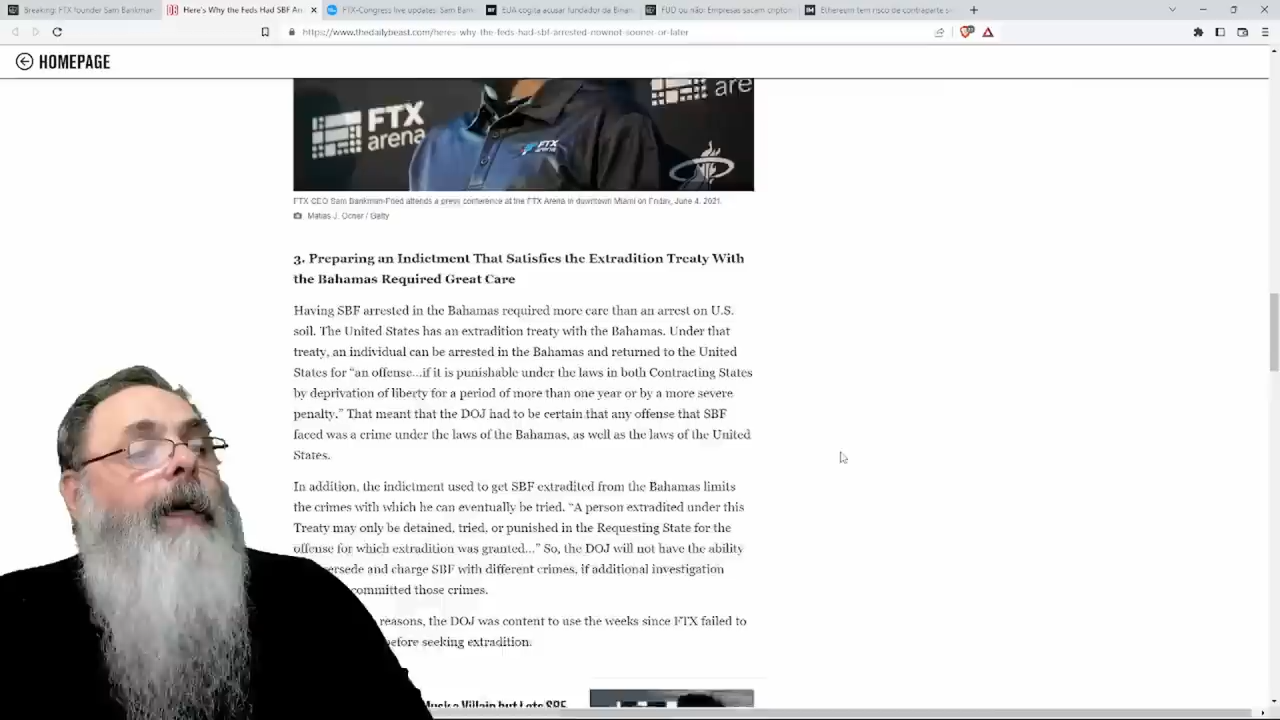 Breaking: FTX founder Sam Bankman
Here's Why the Feds Had SBF Arr
FTX-Congress live updates: Sam Bank
EUA cogita acusar fundador da Binan
FUD ou não! Empresas sacam criptom
Ethereum tem risco de contraparte s
https://www.thedailybeast.com/heres-why-the-feds-had-sbf-arrested-nownot-sooner-or-later
HOMEPAGE
FTX
arena
FTX
are
FTX CEO Sam Bankman-Fried attends a press conference at the FTX Arena in downtown Miami on Friday, June 4, 2021.
/ Getty
3. Preparing an Indictment That Satisfies the Extradition Treaty With
the Bahamas Required Great Care
Having SBF arrested in the Bahamas required more care than an arrest on U.S.
soil. The United States has an extradition treaty with the Bahamas. Under that
treaty, an individual can be arrested in the Bahamas and returned to the United
States for “an offense...if it is punishable under the laws in both Contracting States
by deprivation of liberty for a period of more than one year or by a more severe
penalty.” That meant that the DOJ had to be certain that any offense that SBF
faced was a crime under the laws of the Bahamas, as well as the laws of the United
States.
In addition, the indictment used to get SBF extradited from the Bahamas limits
the crimes with which he can eventually be tried. “A person extradited under this
Treaty may only be detained, tried, or punished in the Requesting State for the
offense for which extradition was granted...” So, the DOJ will not have the ability
ersede and charge SBF with different crimes, if additional investigation
committed those crimes.
reasons, the DOJ was content to use the weeks since FTX failed to
before seeking extradition.
Musk a Villain but Lets SBF